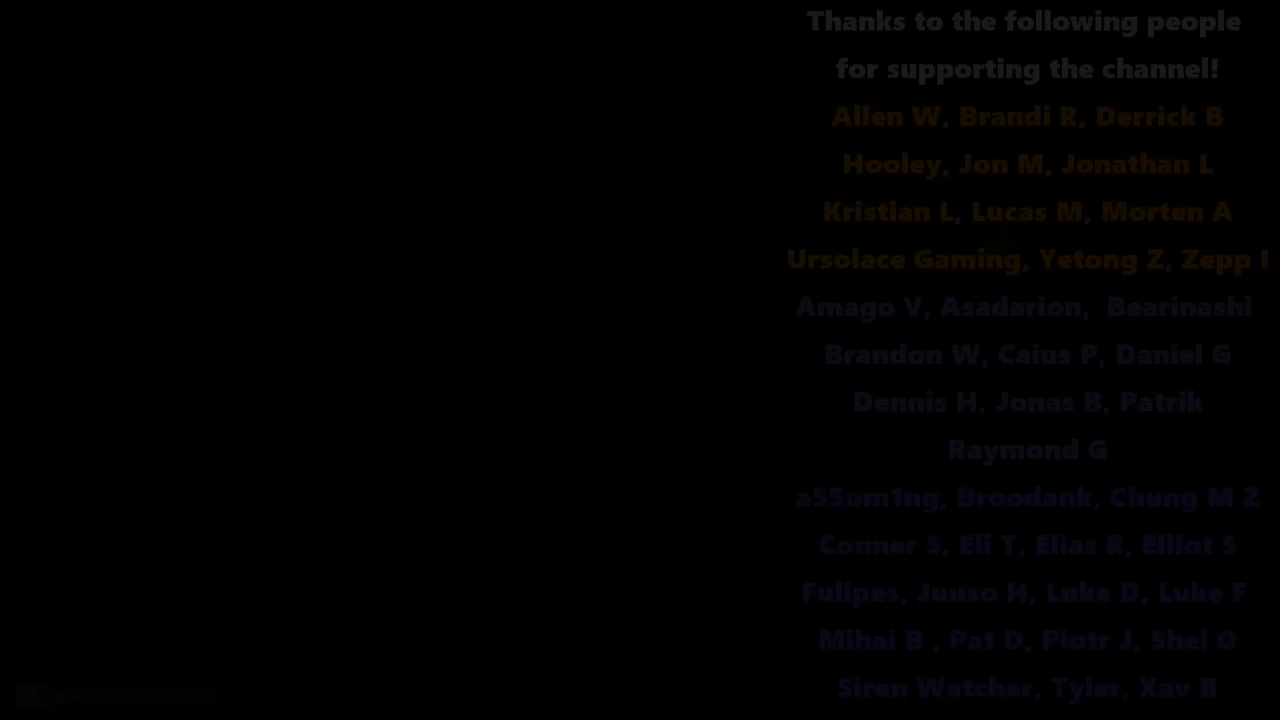 Thanks to the following people
for supporting the channel!
Allen W, Brandi R, Derrick B
Hooley, Jon M, Jonathan L
Kristian L, Lucas M, Morten A
Ursolace Gaming, Yetong Z, Zepp I
Amago V, Asadarion,  Bearinashi
Brandon W, Caius P, Daniel G
Dennis H, Jonas B, Patrik
Raymond G
a55um1ng, Broodank, Chung M Z
Conner S, Eli T, Elias R, Elliot S
Fulipes, Juuso H, Luke D, Luke F
Mihai B , Pat D, Piotr J, Shel O
Siren Watcher, Tyler, Xav B